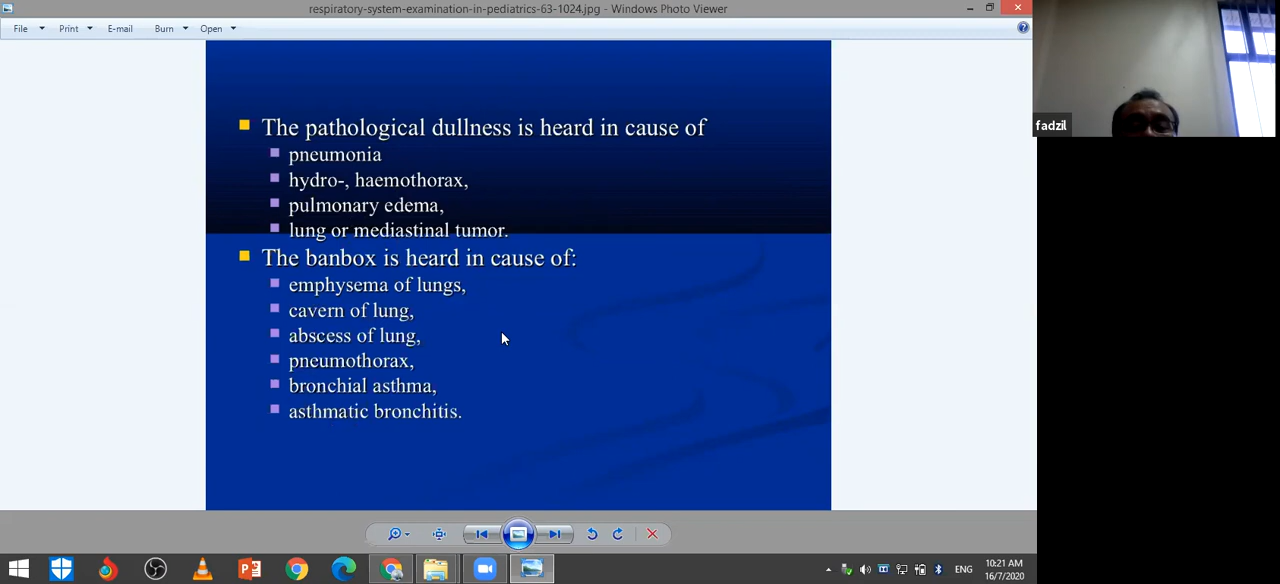 respiratory-system-examination-in-pediatrics-63-1024.jpg - Windows Photo Viewer
File Print E-mail Burn Open
The pathological dullness is heard in cause of
pneumonia
hydro-, haemothorax,
pulmonary edema,
lung or mediastinal tumor.
The banbox is heard in cause of:
emphysema of lungs,
cavern of lung,
abscess of lung,
pneumothorax,
bronchial asthma,
asthmatic bronchitis.
fadzil
ENG
10:21 AM
16/7/2020